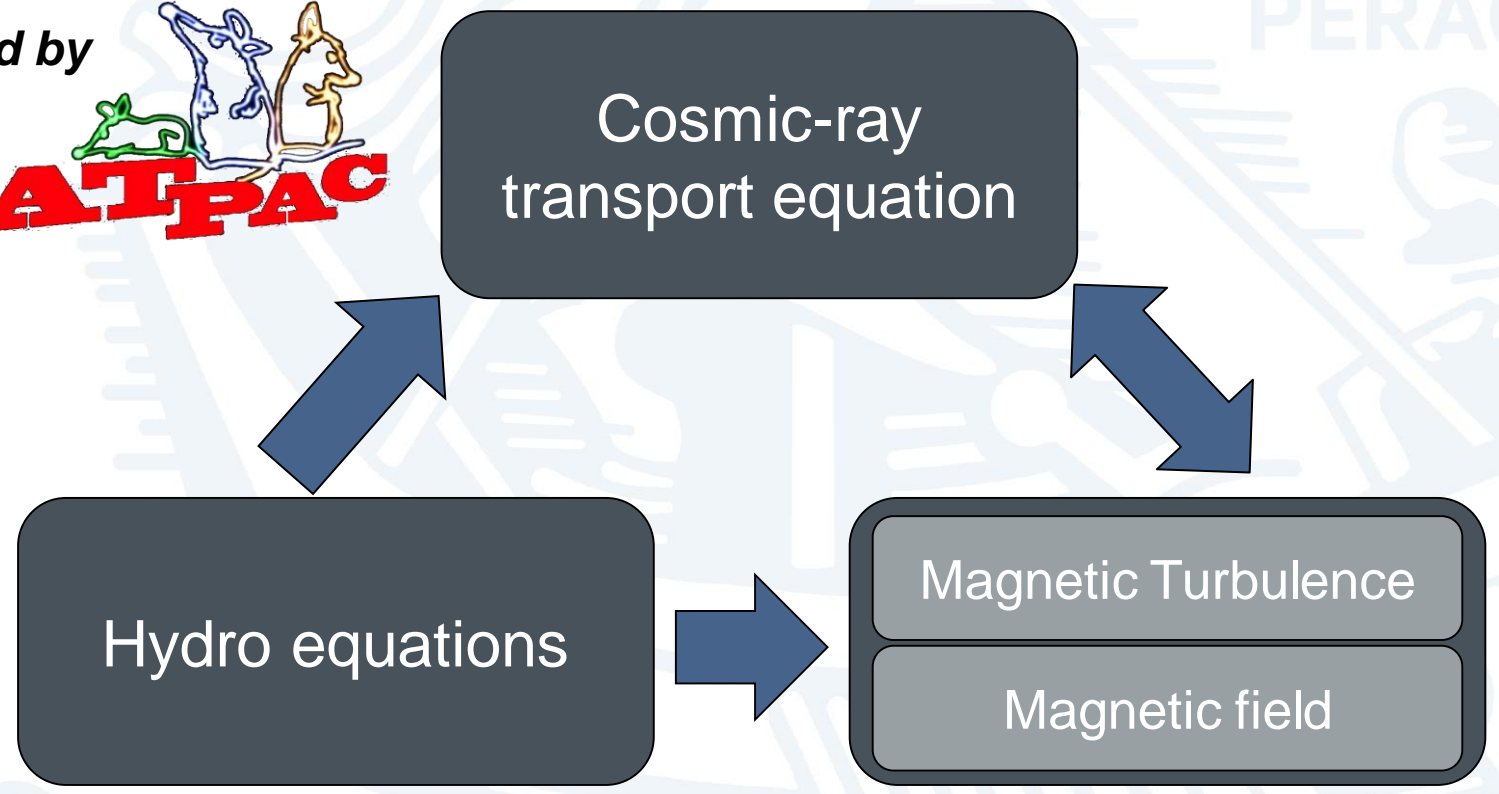 d by
ATPAC
Cosmic-ray
transport equation
Hydro equations
Magnetic Turbulence
Magnetic field